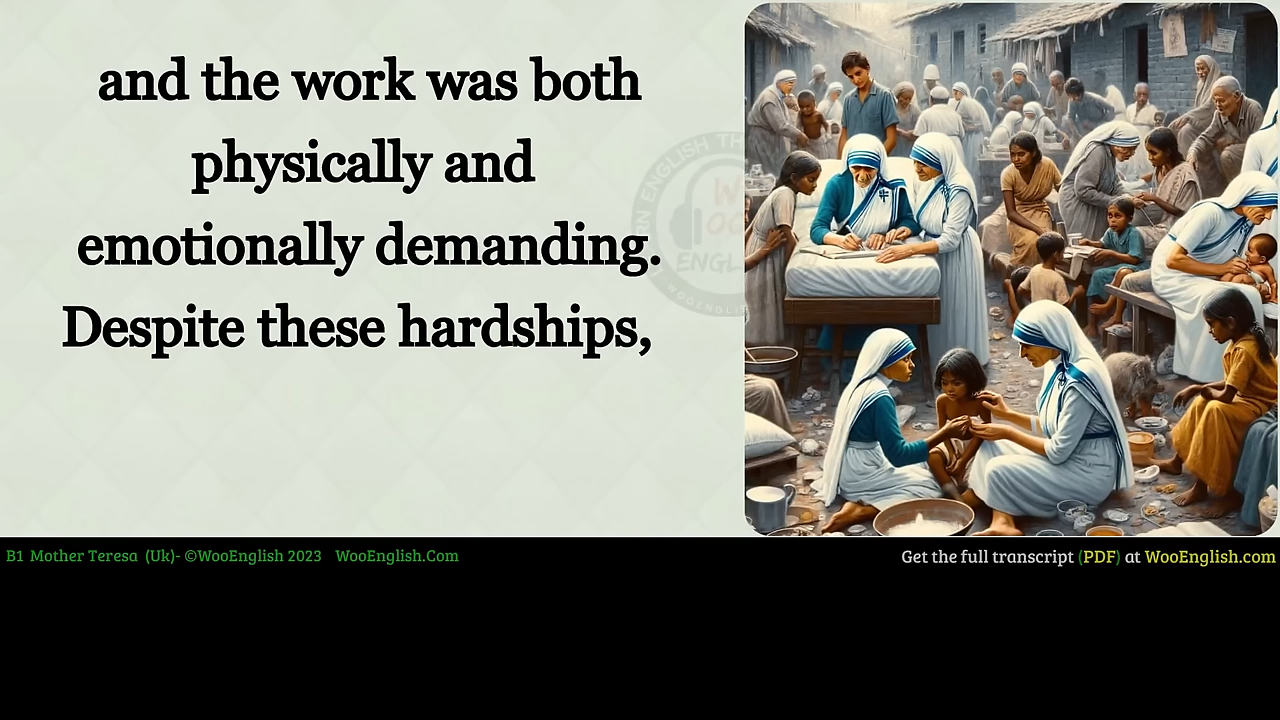 and the work was both
physically and
emotionally demanding.
Despite these hardships,
B1 Mother Teresa (Uk)- ©WooEnglish 2023 WooEnglish.Com
Get the full transcript (PDF) at WooEnglish.com